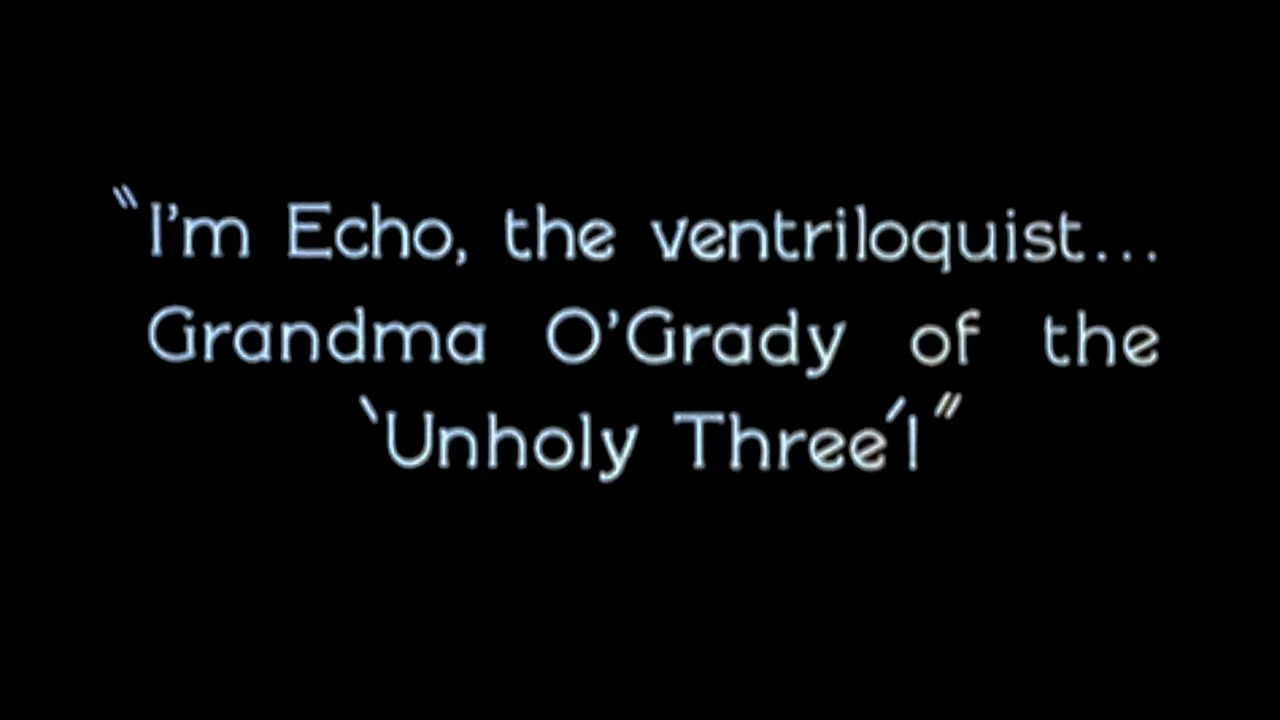 "I'm Echo, the ventriloquist...
Grandma O'Grady of the
'Unholy Three'!"